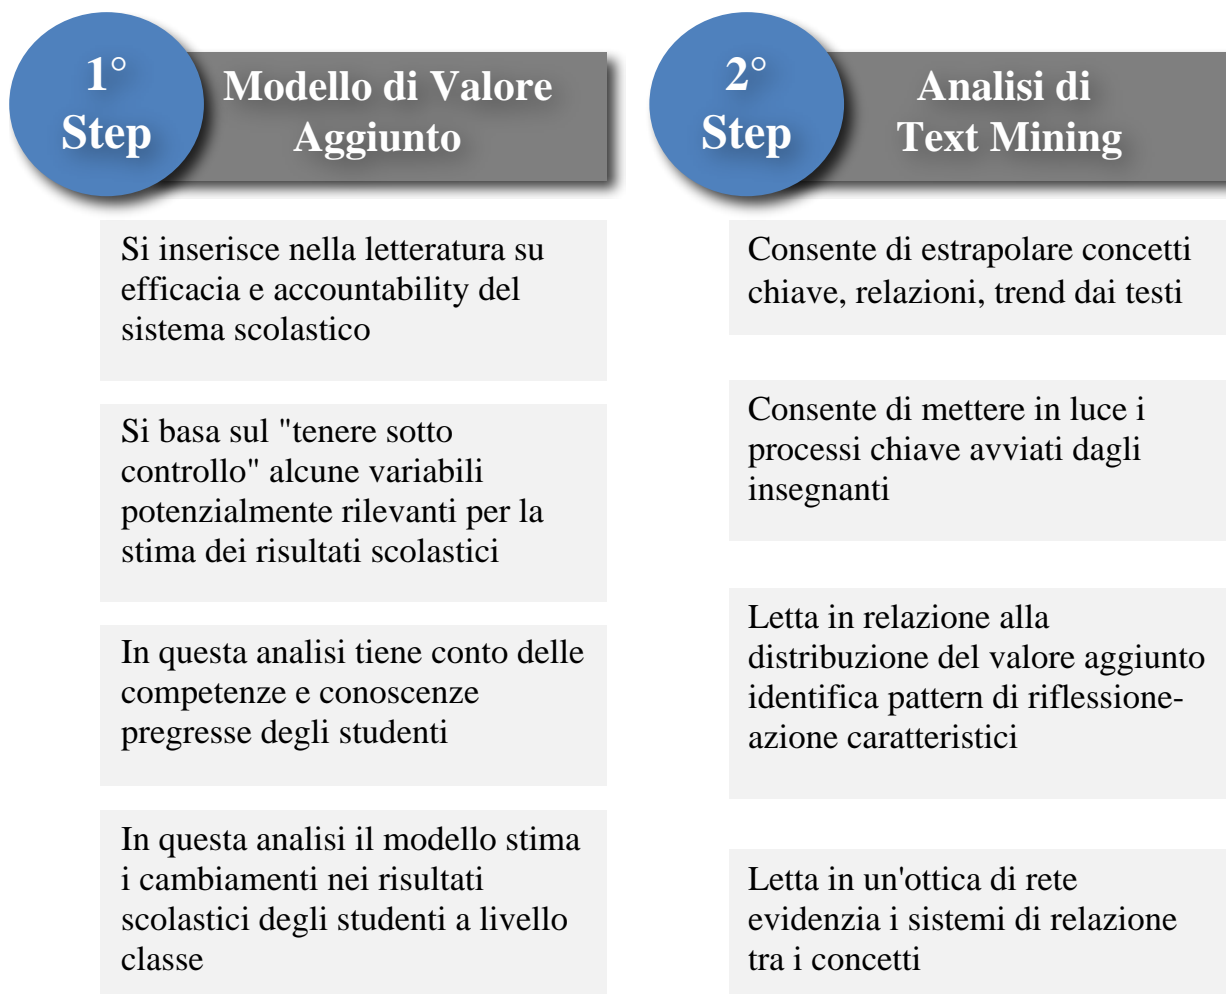 1°
Step
Modello di Valore
Aggiunto
Si inserisce nella letteratura su
efficacia e accountability del
sistema scolastico
Si basa sul "tenere sotto
controllo" alcune variabili
potenzialmente rilevanti per la
stima dei risultati scolastici
In questa analisi tiene conto delle
competenze e conoscenze
pregresse degli studenti
In questa analisi il modello stima
i cambiamenti nei risultati
scolastici degli studenti a livello
classe
2°
Step
Analisi di
Text Mining
Consente di estrapolare concetti
chiave, relazioni, trend dai testi
Consente di mettere in luce i
processi chiave avviati dagli
insegnanti
Letta in relazione alla
distribuzione del valore aggiunto
identifica pattern di riflessione-
azione caratteristici
Letta in un'ottica di rete
evidenzia i sistemi di relazione
tra i concetti